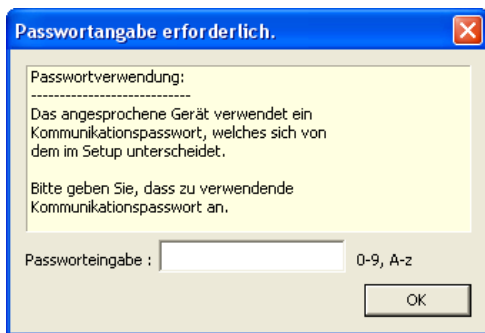 Passwortangabe erforderlich.
Passwortverwendung:
----------------------------
Das angesprochene Gerät verwendet ein
Kommunikationspasswort, welches sich von
dem im Setup unterscheidet.
Bitte geben Sie, dass zu verwendende
Kommunikationspasswort an.
Passworteingabe : 0-9, A-z
OK